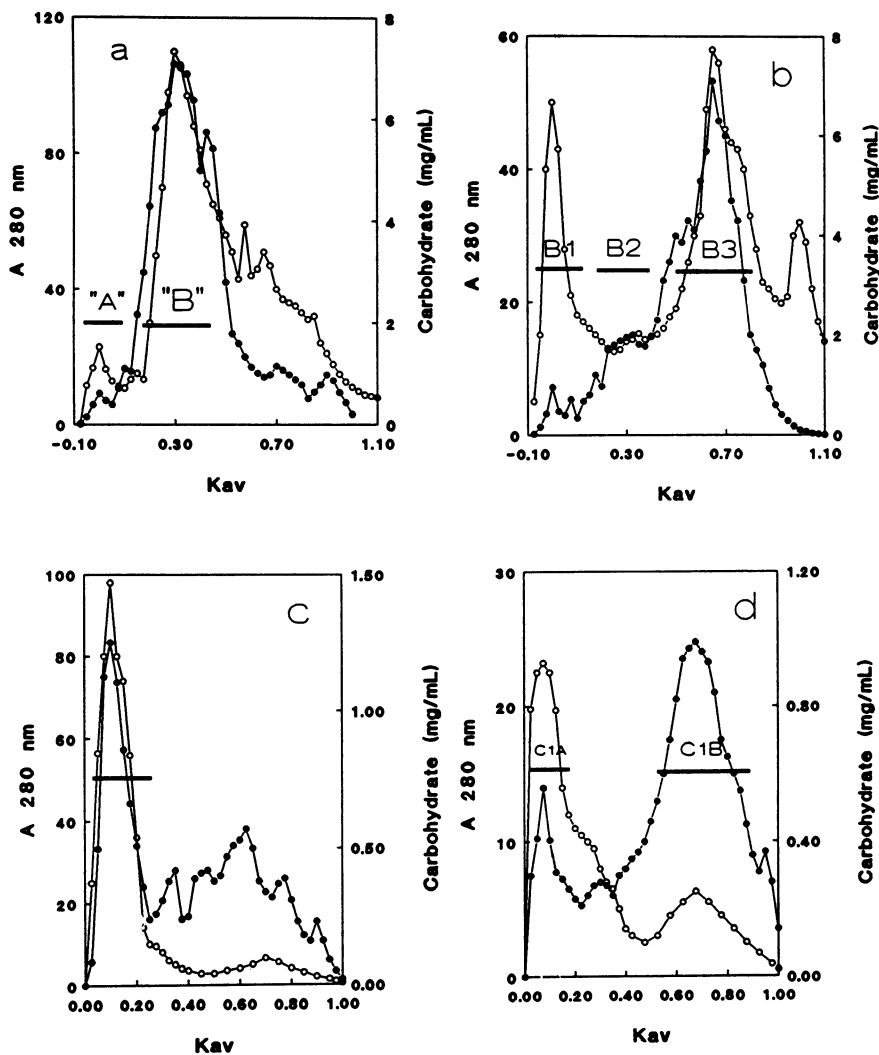 a
120
80
40
0
8
6
4
2
0
-0.10
0.30
0.70
1.10
A 280 nm
Carbohydrate (mg/mL)
Kav
"A"
"B"
b
60
40
20
0
8
6
4
2
0
-0.10
0.30
0.70
1.10
A 280 nm
Carbohydrate (mg/mL)
Kav
B1
B2
B3
C
100
80
60
40
20
0
1.50
1.00
0.50
0.00
0.00
0.20
0.40
0.60
0.80
1.00
A 280 nm
Carbohydrate (mg/mL)
Kav
d
30
20
10
0
1.20
0.80
0.40
0.00
0.00
0.20
0.40
0.60
0.80
1.00
A 280 nm
Carbohydrate (mg/mL)
Kav
C1A
C1B